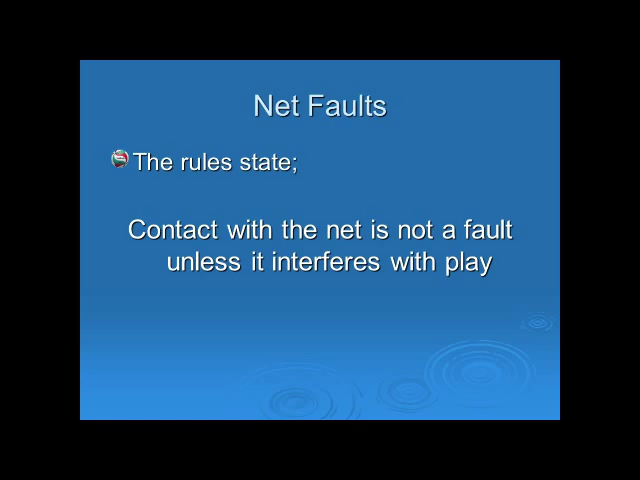 Net Faults
The rules state;
Contact with the net is not a fault
unless it interferes with play